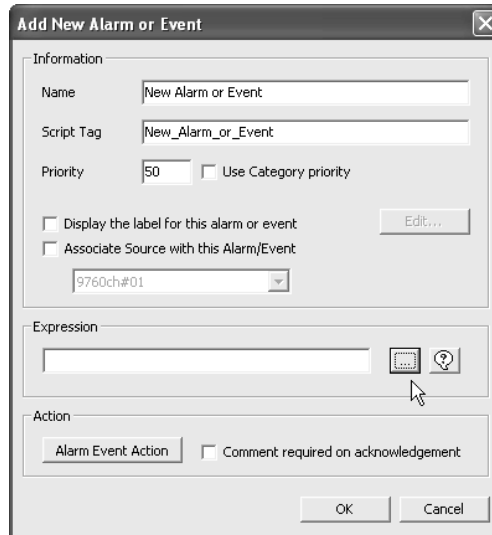 Add New Alarm or Event
Information
Name New Alarm or Event
Script Tag New_Alarm_or_Event
Priority 50 Use Category priority
Display the label for this alarm or event Edit...
Associate Source with this Alarm/Event
9760ch#01
Expression
... ?
Action
Alarm Event Action Comment required on acknowledgement
OK Cancel